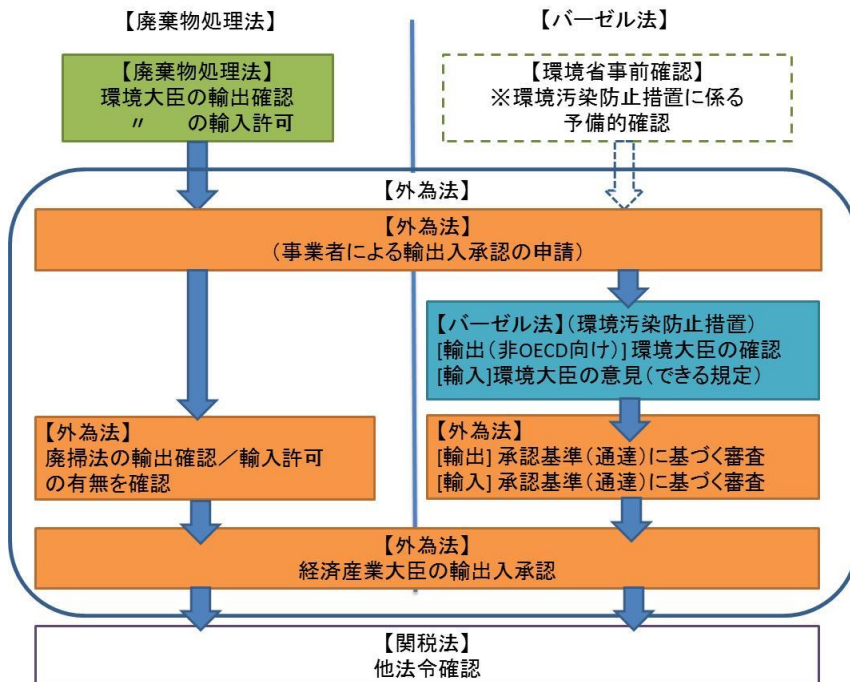 【廃棄物処理法】
【バーゼル法】
【廃棄物処理法】
環境大臣の輸出確認
〃　　の輸入許可
【環境省事前確認】
※環境汚染防止措置に係る
予備的確認
【外為法】
【外為法】
（事業者による輸出入承認の申請）
【バーゼル法】（環境汚染防止措置）
[輸出（非OECD向け）] 環境大臣の確認
[輸入]環境大臣の意見（できる規定）
【外為法】
廃掃法の輸出確認／輸入許可
の有無を確認
【外為法】
[輸出] 承認基準（通達）に基づく審査
[輸入] 承認基準（通達）に基づく審査
【外為法】
経済産業大臣の輸出入承認
【関税法】
他法令確認